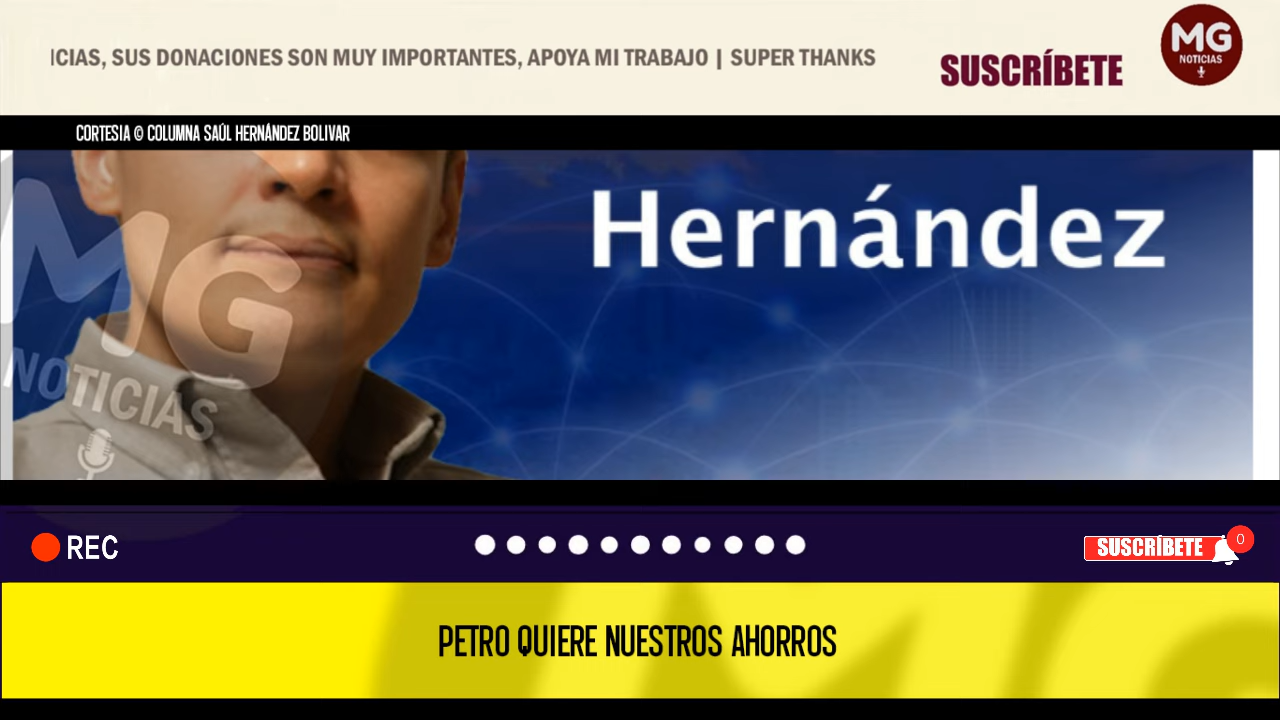 ICIAS, SUS DONACIONES SON MUY IMPORTANTES, APOYA MI TRABAJO | SUPER THANKS
SUSCRÍBETE
MG
NOTICIAS
CORTESIA © COLUMNA SAÚL HERNÁNDEZ BOLIVAR
Hernández
MG
NOTICIAS
REC
SUSCRÍBETE
0
PETRO QUIERE NUESTROS AHORROS